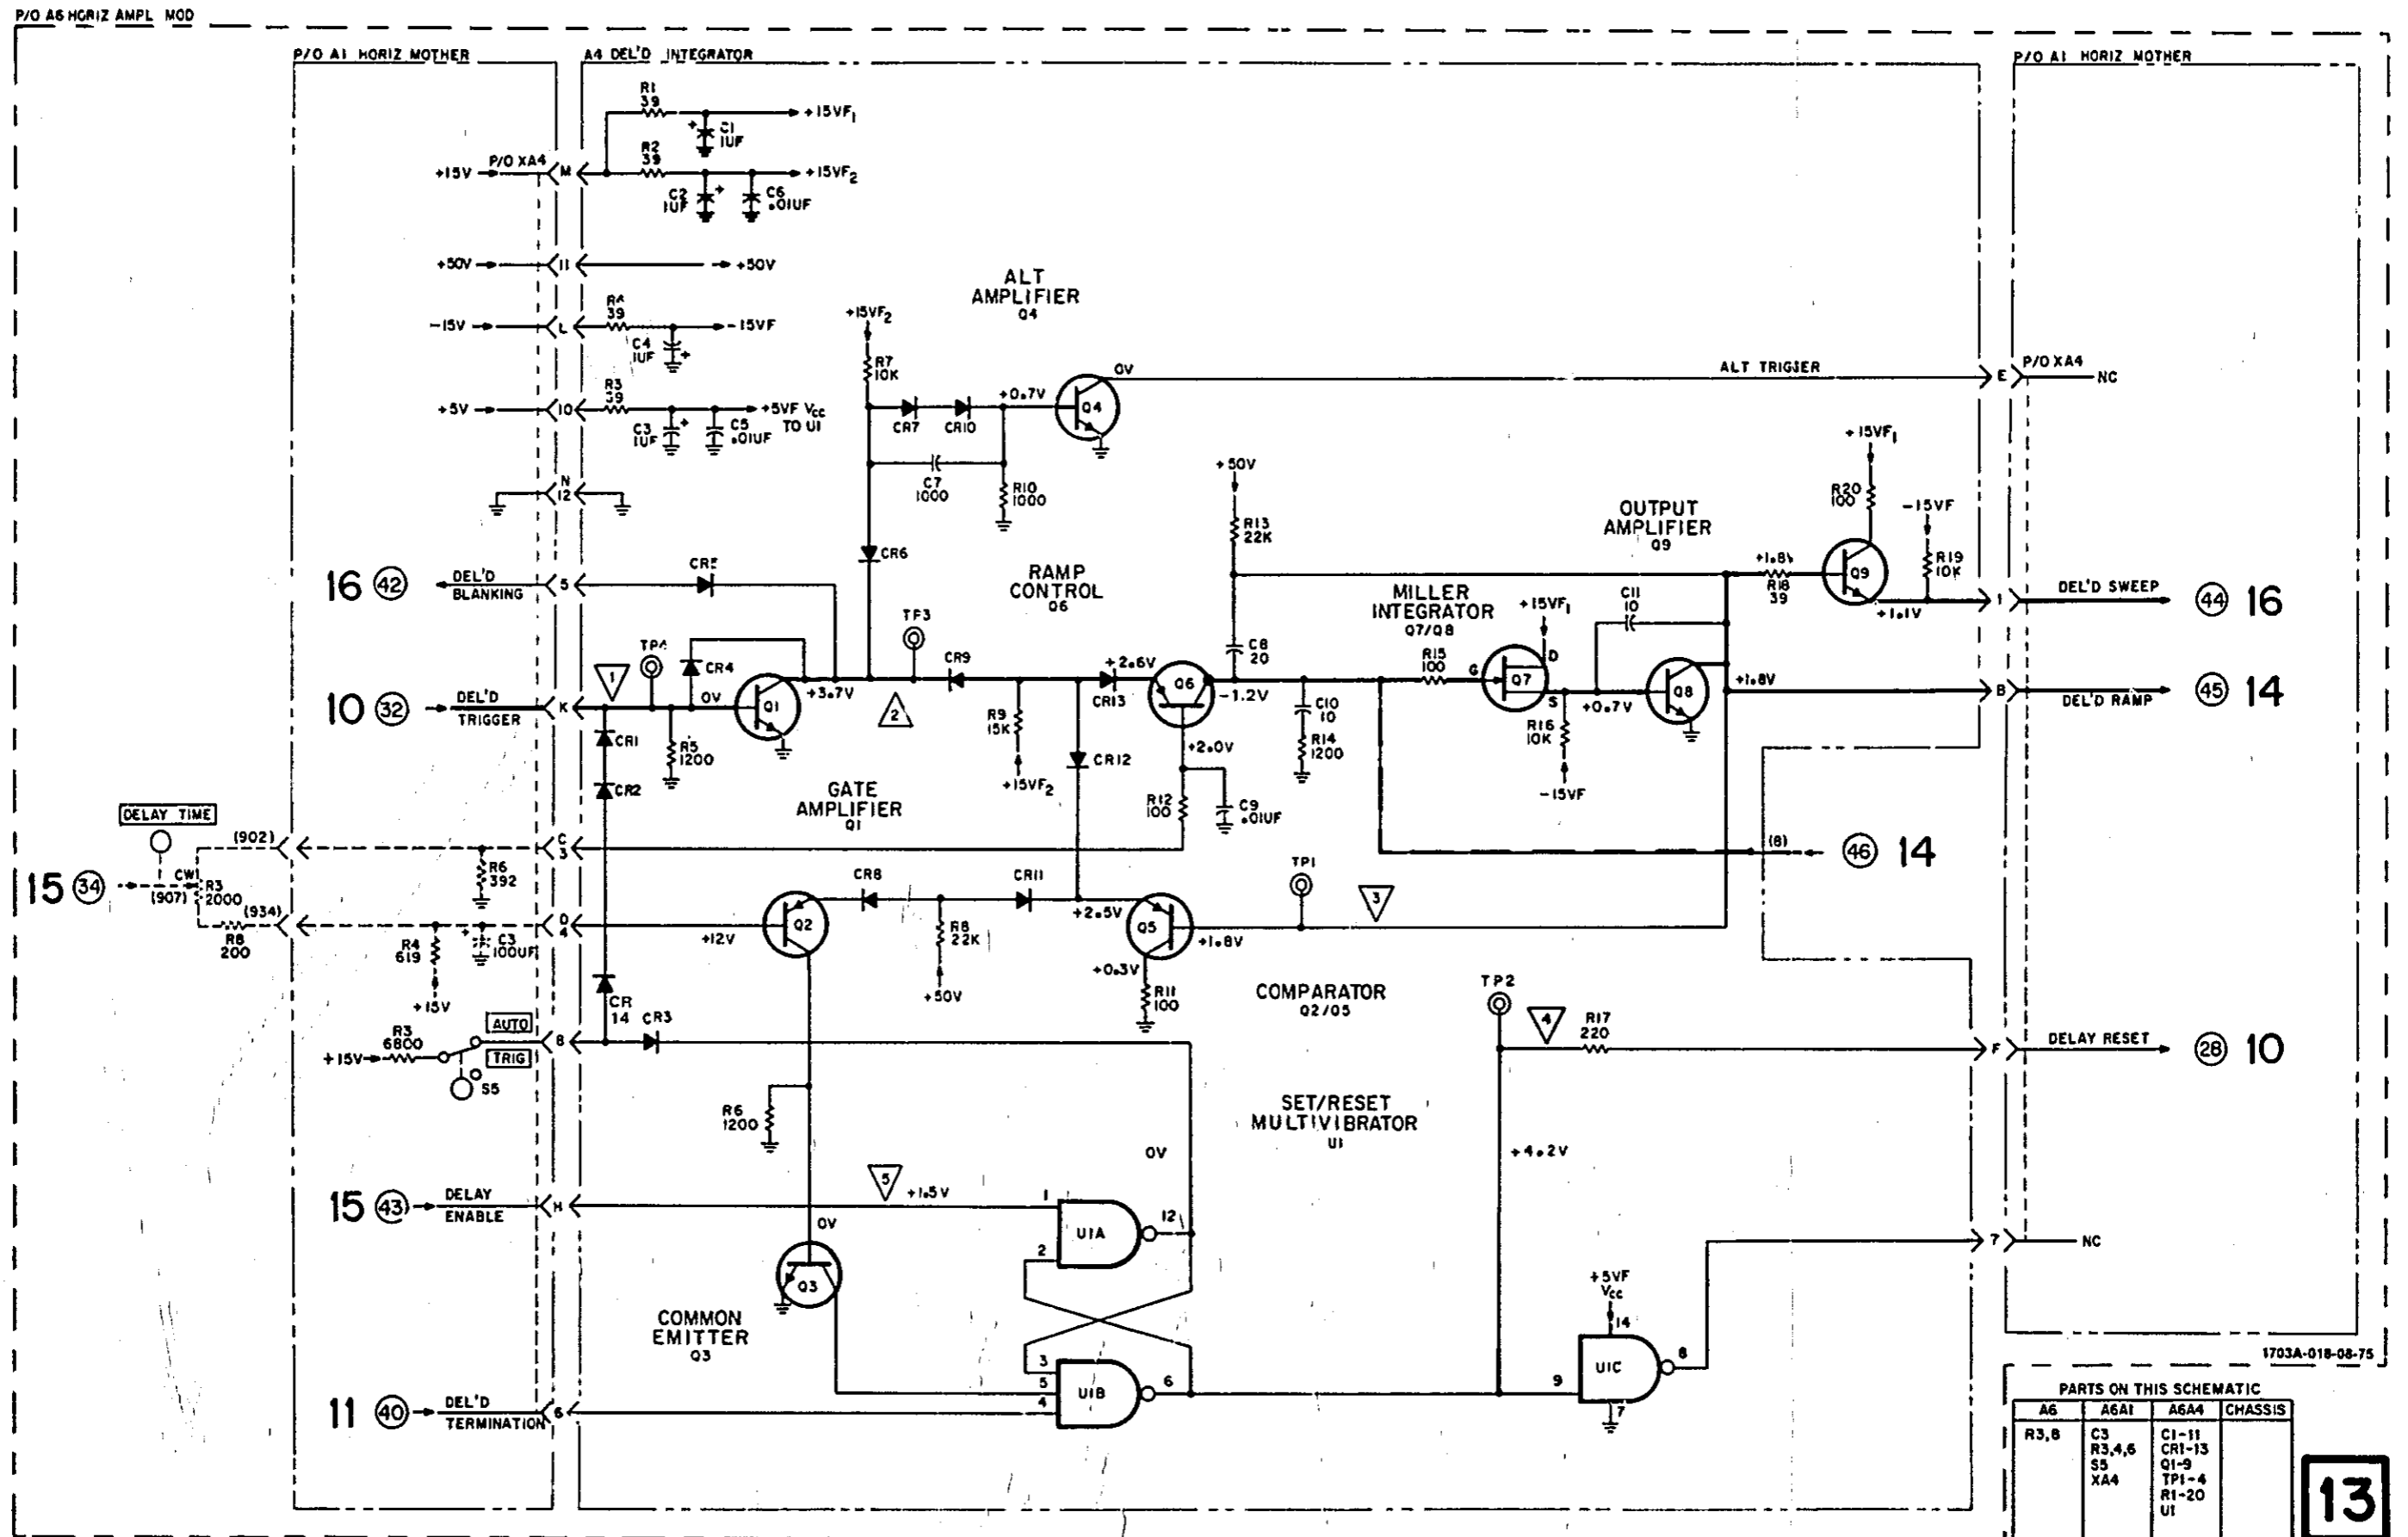 P/O A6 HORIZ AMPL MOD
P/O A1 HORIZ MOTHER
A4 DEL'D INTEGRATOR
P/O A1 HORIZ MOTHER
R1
39
+15VF1
+
C1
1UF
P/O XA4
+15V
M
R2
39
+15VF2
C2
1UF
+
C6
.01UF
+50V
11
+50V
-15V
L
R4
39
-15VF
C4
1UF
+
+5V
10
R3
39
+5VF VCC
TO U1
C3
1UF
+
C5
.01UF
N
12
ALT
AMPLIFIER
Q4
+15VF2
R7
10K
CR7
CR10
+0.7V
Q4
0V
ALT TRIGGER
E
P/O XA4
NC
C7
1000
R10
1000
CR6
+50V
R13
22K
OUTPUT
AMPLIFIER
Q9
+15VF1
R20
100
-15VF
R19
10K
+1.8V
R18
39
Q9
+1.1V
1
DEL'D SWEEP
44 16
16 42
DEL'D
BLANKING
5
RAMP
CONTROL
Q6
MILLER
INTEGRATOR
Q7/Q8
+15VF1
C11
10
TP3
CR4
1
10 32
DEL'D
TRIGGER
K
0V
Q1
+3.7V
2
CR9
R9
15K
+15VF2
CR13
+2.6V
Q6
-1.2V
+2.0V
C8
20
C10
10
R14
1200
R15
100
G
Q7
D
S
R16
10K
-15VF
+0.7V
Q8
+1.8V
B
DEL'D RAMP
45 14
CR1
CR2
R5
1200
GATE
AMPLIFIER
Q1
CR12
R12
100
C9
.01UF
DELAY TIME
(902)
C
3
15 34
CW
(907)
R3
2000
R6
392
(8)
46 14
(934)
R8
200
R4
619
+15V
+
C3
100UF
D
4
+12V
Q2
CR8
R8
22K
+50V
CR11
+2.5V
Q5
+1.8V
+0.3V
R11
100
TP1
3
COMPARATOR
Q2/Q5
TP2
CR
14
CR3
AUTO
TRIG
+15V
R3
6800
S5
8
4
R17
220
F
DELAY RESET
28 10
R6
1200
SET/RESET
MULTIVIBRATOR
U1
0V
+4.2V
15 43
DELAY
ENABLE
H
5
+1.5V
1
2
U1A
12
0V
Q3
COMMON
EMITTER
Q3
3
5
4
U1B
6
11 40
DEL'D
TERMINATION
6
+5VF
VCC
14
9
U1C
8
7
7
NC
1703A-018-08-75
PARTS ON THIS SCHEMATIC
A6 A6A1 A6A4 CHASSIS
R3,8 C3 C1-11
R3,4,6 CR1-13
S5 Q1-9
XA4 TP1-4
R1-20
U1
13